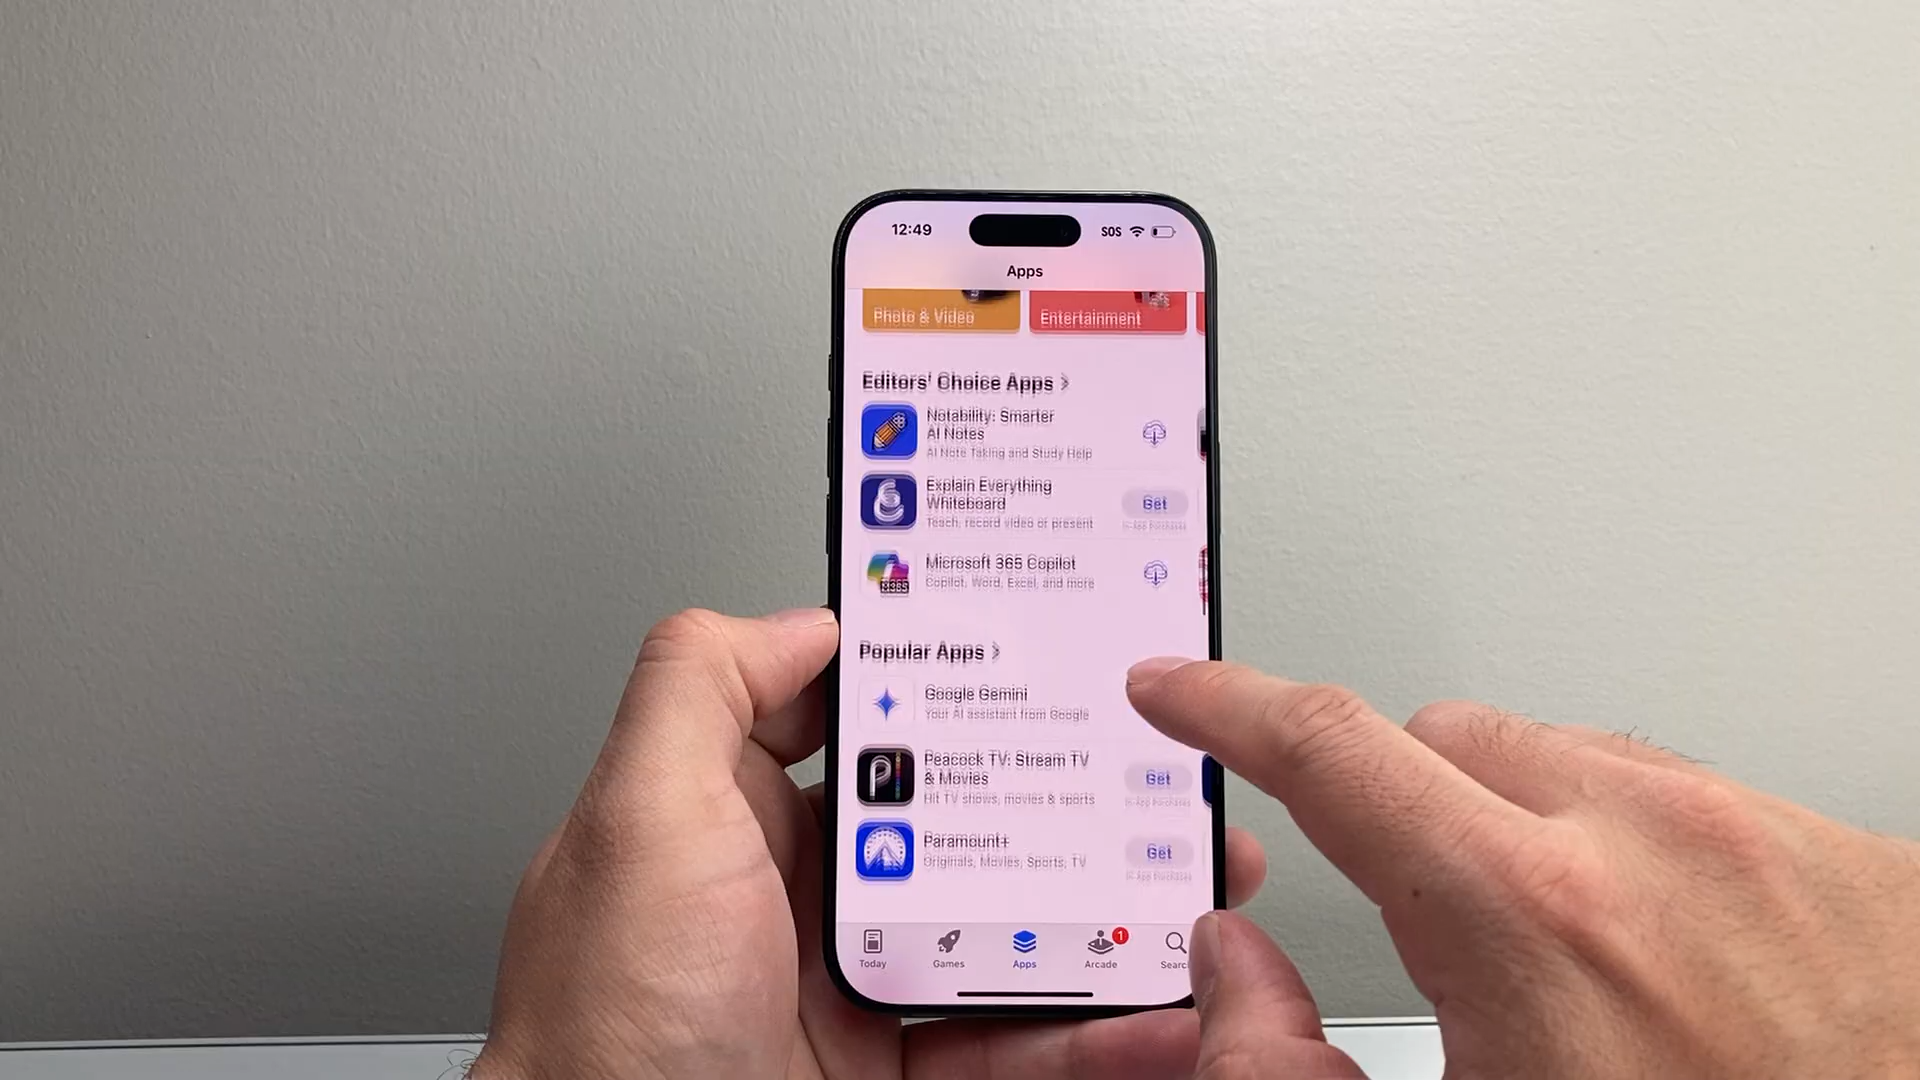 12:49
SOS
Apps
Photo & Video
Entertainment
Editors' Choice Apps
Notability: Smarter
AI Notes
AI Note Taking and Study Help
Explain Everything
Whiteboard
Teach, record video or present
Get
In-App Purchases
Microsoft 365 Copilot
Copilot, Word, Excel, and more
M365
Popular Apps
Google Gemini
Your AI assistant from Google
Peacock TV: Stream TV
& Movies
Hit TV shows, movies & sports
Get
In-App Purchases
Paramount+
Originals, Movies, Sports, TV
Get
In-App Purchases
1
Today
Games
Apps
Arcade
Search